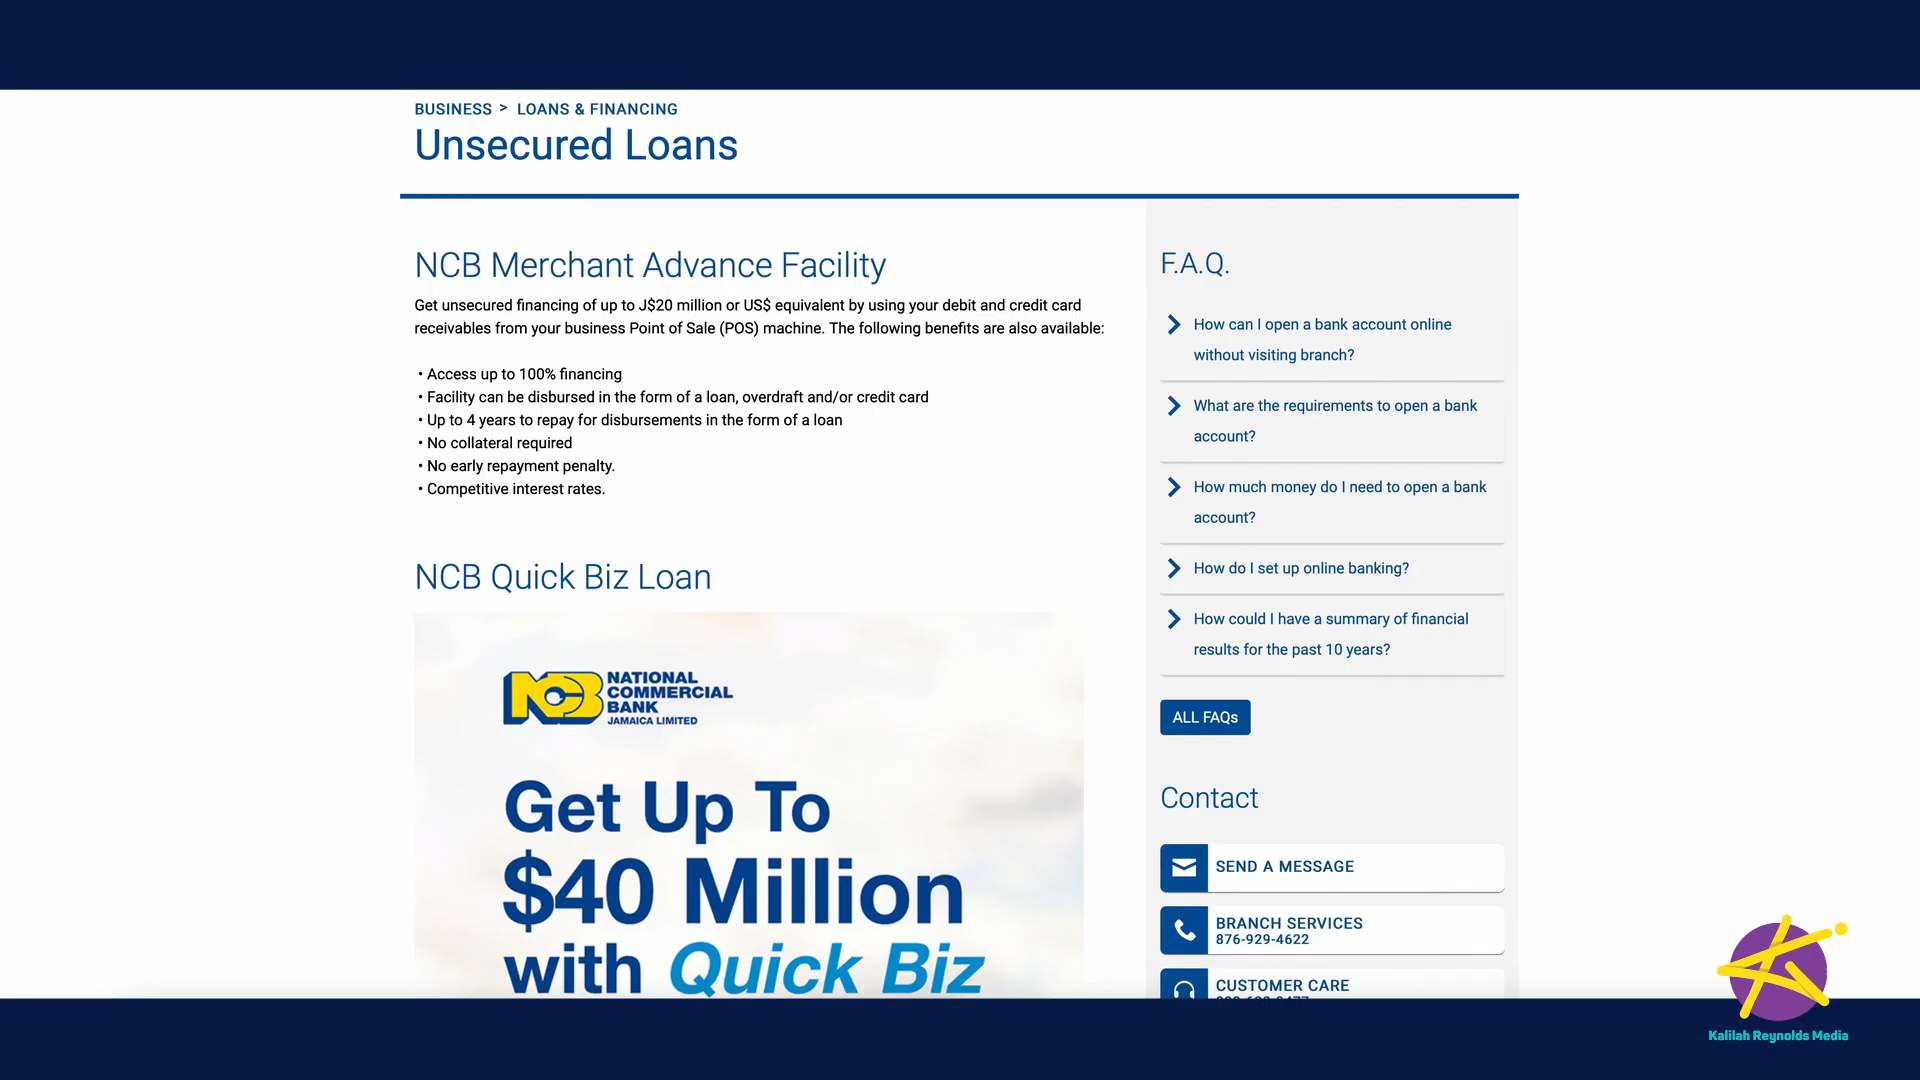 BUSINESS > LOANS & FINANCING
Unsecured Loans
NCB Merchant Advance Facility
Get unsecured financing of up to J$20 million or US$ equivalent by using your debit and credit card
receivables from your business Point of Sale (POS) machine. The following benefits are also available:
• Access up to 100% financing
• Facility can be disbursed in the form of a loan, overdraft and/or credit card
• Up to 4 years to repay for disbursements in the form of a loan
• No collateral required
• No early repayment penalty.
• Competitive interest rates.
NCB Quick Biz Loan
NCB
NATIONAL
COMMERCIAL
BANK
JAMAICA LIMITED
Get Up To
$40 Million
with Quick Biz
F.A.Q.
How can I open a bank account online
without visiting branch?
What are the requirements to open a bank
account?
How much money do I need to open a bank
account?
How do I set up online banking?
How could I have a summary of financial
results for the past 10 years?
ALL FAQs
Contact
SEND A MESSAGE
BRANCH SERVICES
876-929-4622
CUSTOMER CARE
Kalilah Reynolds Media